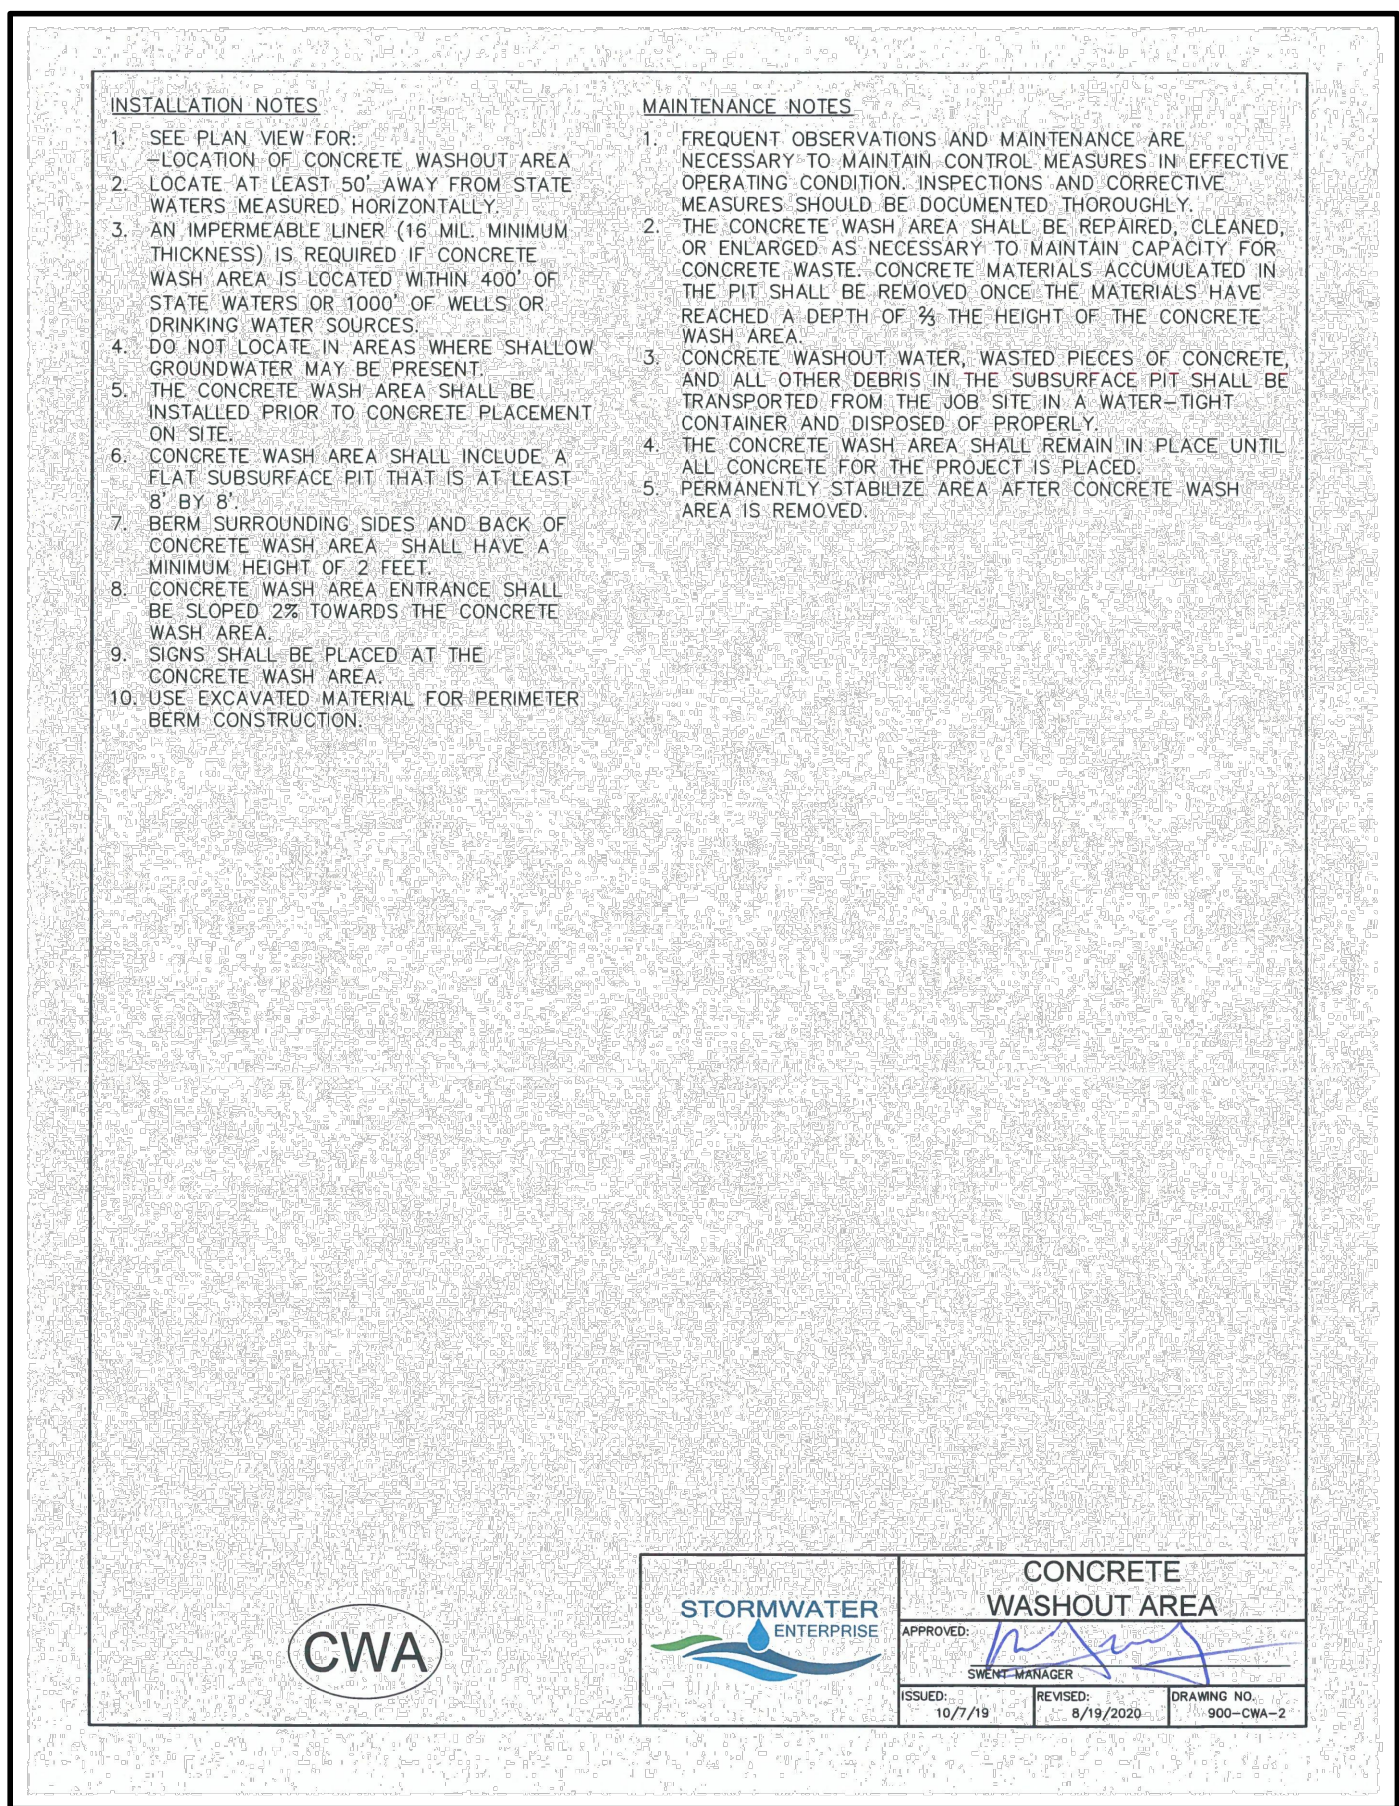 INSTALLATION NOTES
1. SEE PLAN VIEW FOR:
-LOCATION OF CONCRETE WASHOUT AREA
2. LOCATE AT LEAST 50' AWAY FROM STATE
WATERS MEASURED HORIZONTALLY.
3. AN IMPERMEABLE LINER (16 MIL. MINIMUM
THICKNESS) IS REQUIRED IF CONCRETE
WASH AREA IS LOCATED WITHIN 400' OF
STATE WATERS OR 1000' OF WELLS OR
DRINKING WATER SOURCES.
4. DO NOT LOCATE IN AREAS WHERE SHALLOW
GROUNDWATER MAY BE PRESENT.
5. THE CONCRETE WASH AREA SHALL BE
INSTALLED PRIOR TO CONCRETE PLACEMENT
ON SITE.
6. CONCRETE WASH AREA SHALL INCLUDE A
FLAT SUBSURFACE PIT THAT IS AT LEAST
8' BY 8'.
7. BERM SURROUNDING SIDES AND BACK OF
CONCRETE WASH AREA SHALL HAVE A
MINIMUM HEIGHT OF 2 FEET.
8. CONCRETE WASH AREA ENTRANCE SHALL
BE SLOPED 2% TOWARDS THE CONCRETE
WASH AREA.
9. SIGNS SHALL BE PLACED AT THE
CONCRETE WASH AREA.
10. USE EXCAVATED MATERIAL FOR PERIMETER
BERM CONSTRUCTION.
MAINTENANCE NOTES
1. FREQUENT OBSERVATIONS AND MAINTENANCE ARE
NECESSARY TO MAINTAIN CONTROL MEASURES IN EFFECTIVE
OPERATING CONDITION. INSPECTIONS AND CORRECTIVE
MEASURES SHOULD BE DOCUMENTED THOROUGHLY.
2. THE CONCRETE WASH AREA SHALL BE REPAIRED, CLEANED,
OR ENLARGED AS NECESSARY TO MAINTAIN CAPACITY FOR
CONCRETE WASTE. CONCRETE MATERIALS ACCUMULATED IN
THE PIT SHALL BE REMOVED ONCE THE MATERIALS HAVE
REACHED A DEPTH OF ⅔ THE HEIGHT OF THE CONCRETE
WASH AREA.
3. CONCRETE WASHOUT WATER, WASTED PIECES OF CONCRETE,
AND ALL OTHER DEBRIS IN THE SUBSURFACE PIT SHALL BE
TRANSPORTED FROM THE JOB SITE IN A WATER-TIGHT
CONTAINER AND DISPOSED OF PROPERLY.
4. THE CONCRETE WASH AREA SHALL REMAIN IN PLACE UNTIL
ALL CONCRETE FOR THE PROJECT IS PLACED.
5. PERMANENTLY STABILIZE AREA AFTER CONCRETE WASH
AREA IS REMOVED.
CWA
STORMWATER
ENTERPRISE
CONCRETE
WASHOUT AREA
APPROVED:
SWENT MANAGER
ISSUED:
10/7/19
REVISED:
8/19/2020
DRAWING NO.
900-CWA-2